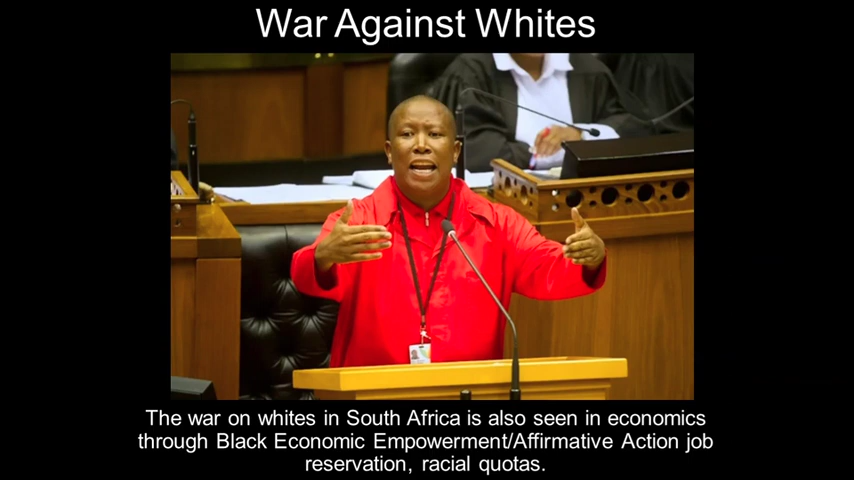 War Against Whites
The war on whites in South Africa is also seen in economics
through Black Economic Empowerment/Affirmative Action job
reservation, racial quotas.